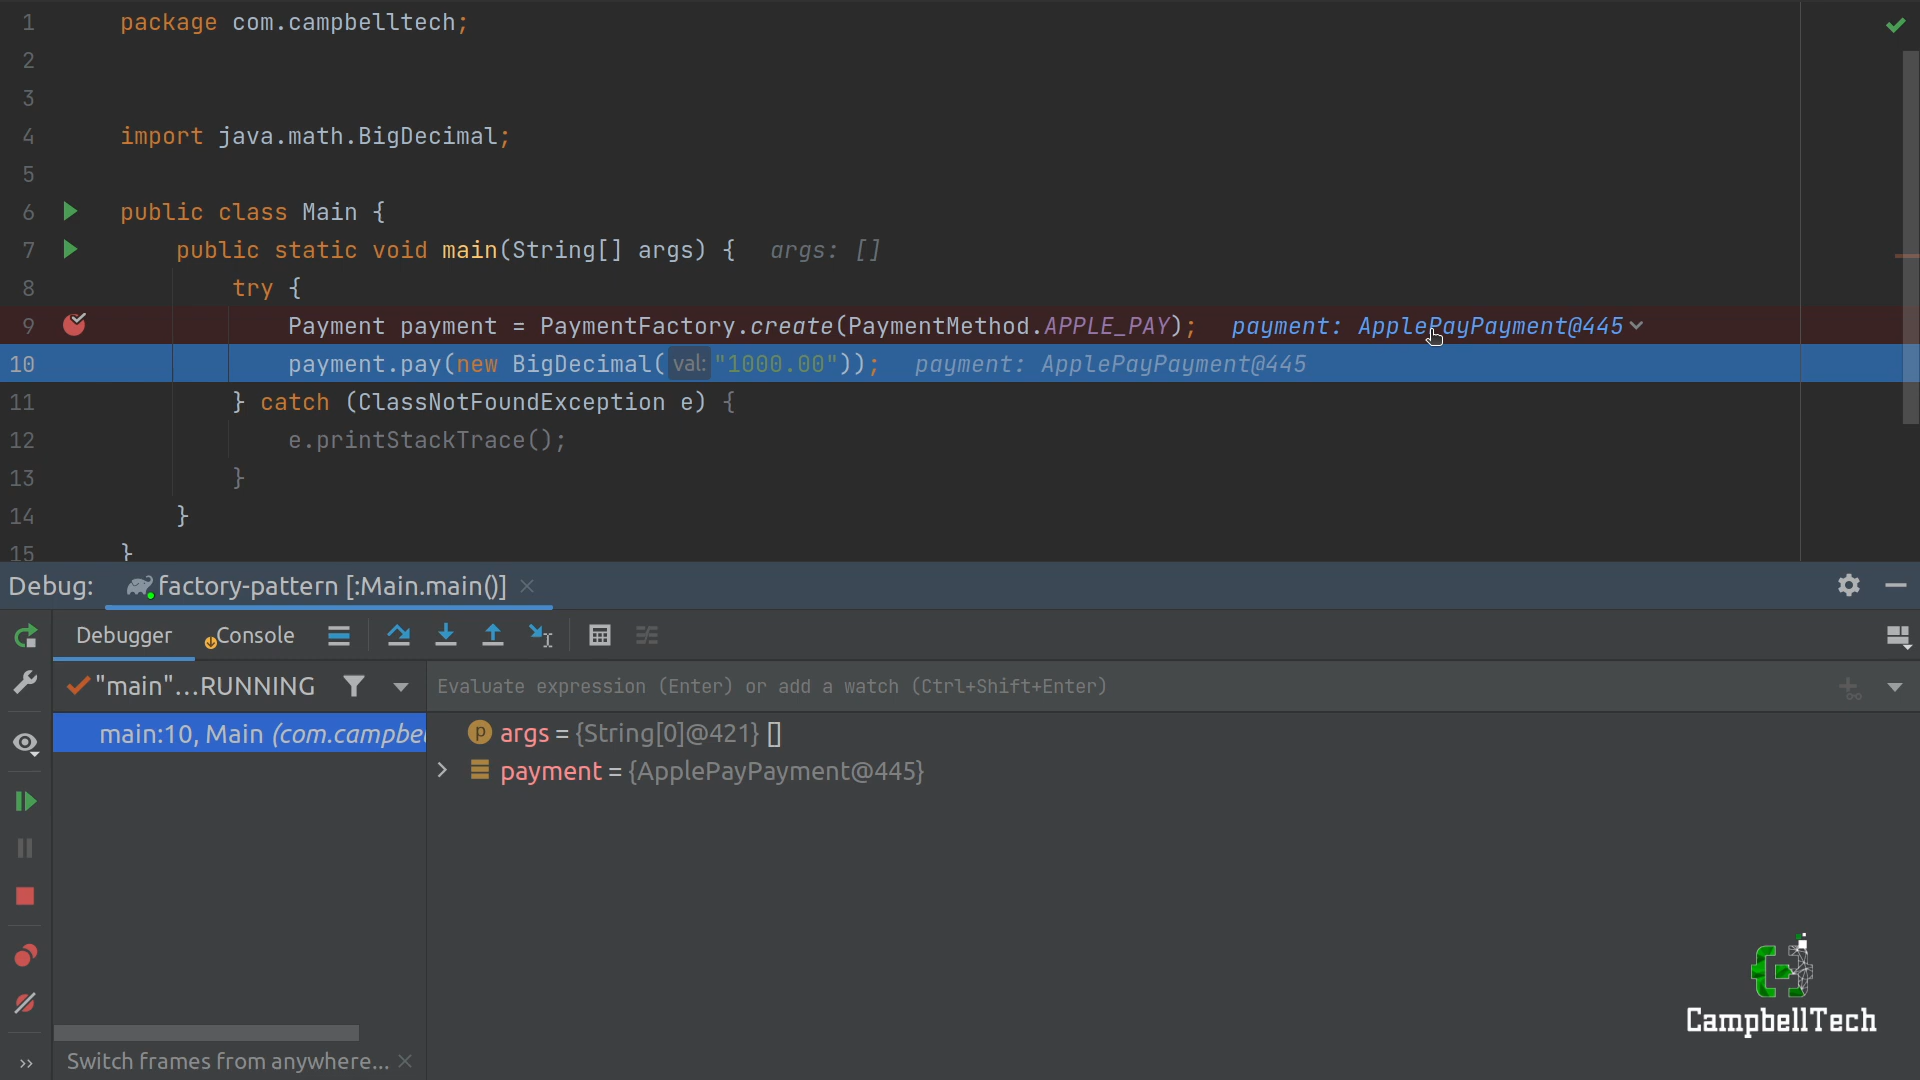 1 package com.campbelltech;
2
3
4 import java.math.BigDecimal;
5
6 public class Main {
7 public static void main(String[] args) { args: []
8 try {
9 Payment payment = PaymentFactory.create(PaymentMethod.APPLE_PAY); payment: ApplePayPayment@445
10 payment.pay(new BigDecimal( val: "1000.00")); payment: ApplePayPayment@445
11 } catch (ClassNotFoundException e) {
12 e.printStackTrace();
13 }
14 }
15 }
Debug: factory-pattern [:Main.main()]
Debugger Console
"main"...RUNNING Evaluate expression (Enter) or add a watch (Ctrl+Shift+Enter)
main:10, Main (com.campbel
p args = {String[0]@421} []
payment = {ApplePayPayment@445}
CampbellTech
Switch frames from anywhere...